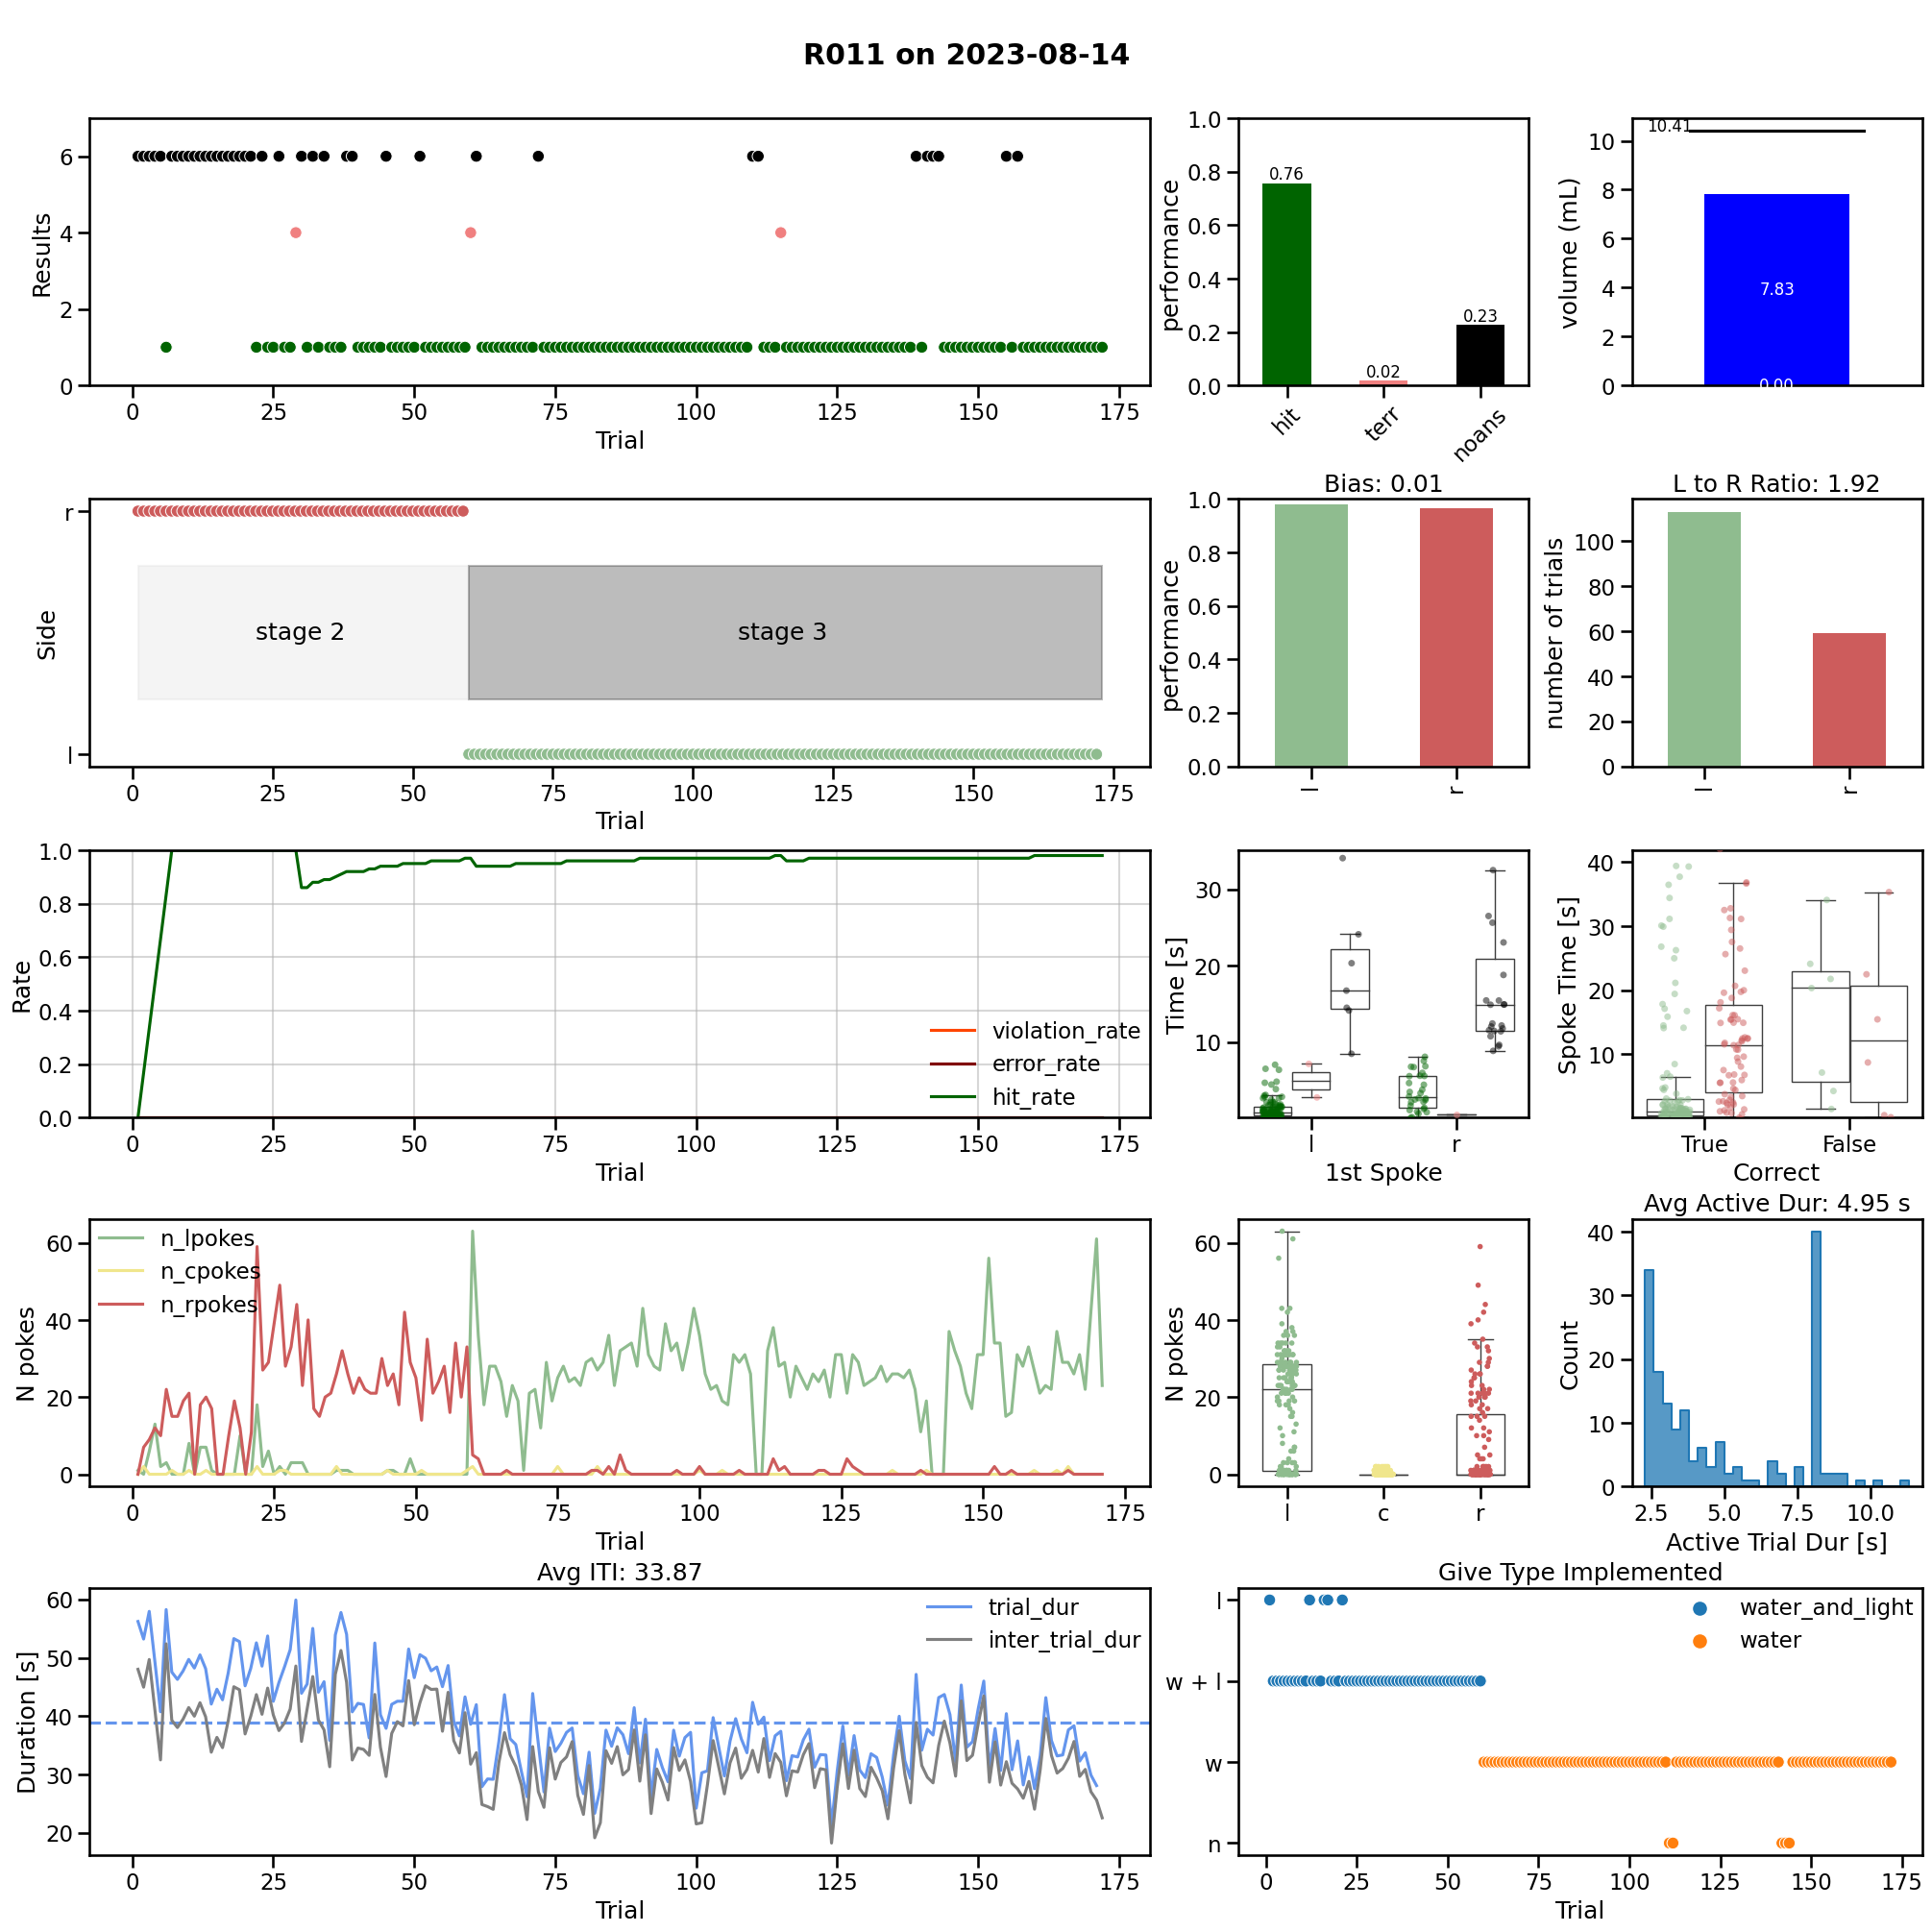 R011 on 2023-08-14
Results
6
4
2
0
0 25 50 75 100 125 150 175
Trial
performance
1.0
0.8
0.6
0.4
0.2
0.0
0.76
0.02
0.23
hit terr noans
volume (mL)
10
8
6
4
2
0
10.41
7.83
0.00
Side
r
l
stage 2 stage 3
0 25 50 75 100 125 150 175
Trial
Bias: 0.01
performance
1.0
0.8
0.6
0.4
0.2
0.0
l r
L to R Ratio: 1.92
number of trials
100
80
60
40
20
0
l r
Rate
1.0
0.8
0.6
0.4
0.2
0.0
violation_rate
error_rate
hit_rate
0 25 50 75 100 125 150 175
Trial
Time [s]
30
20
10
l r
1st Spoke
Spoke Time [s]
40
30
20
10
True False
Correct
N pokes
60
40
20
0
n_lpokes
n_cpokes
n_rpokes
0 25 50 75 100 125 150 175
Trial
N pokes
60
40
20
0
l c r
Avg Active Dur: 4.95 s
Count
40
30
20
10
0
2.5 5.0 7.5 10.0
Active Trial Dur [s]
Avg ITI: 33.87
Duration [s]
60
50
40
30
20
trial_dur
inter_trial_dur
0 25 50 75 100 125 150 175
Trial
Give Type Implemented
l
w + l
w
n
water_and_light
water
0 25 50 75 100 125 150 175
Trial